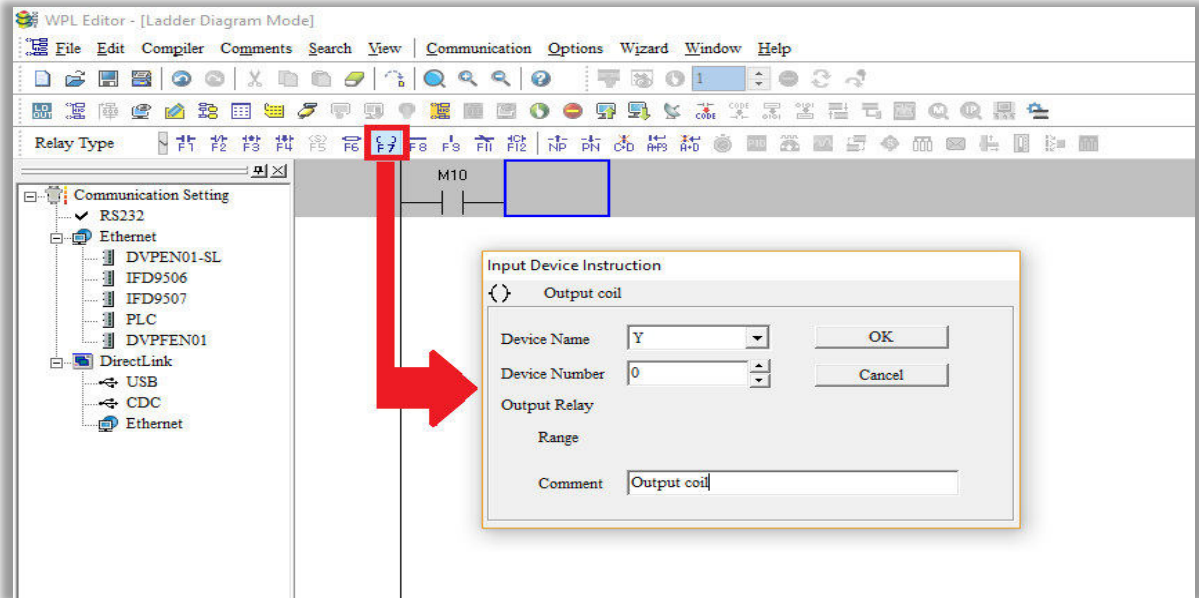 WPL Editor - [Ladder Diagram Mode]
File Edit Compiler Comments Search View Communication Options Wizard Window Help
1
CODE CODE
Relay Type F1 F2 F3 F4 F5 F6 F7 F8 F9 F11 F12 NP PN
M10
Communication Setting
RS232
Ethernet
DVPEN01-SL
IFD9506
IFD9507
PLC
DVPFEN01
DirectLink
USB
CDC
Ethernet
Input Device Instruction
Output coil
Device Name Y OK
Device Number 0 Cancel
Output Relay
Range
Comment Output coil